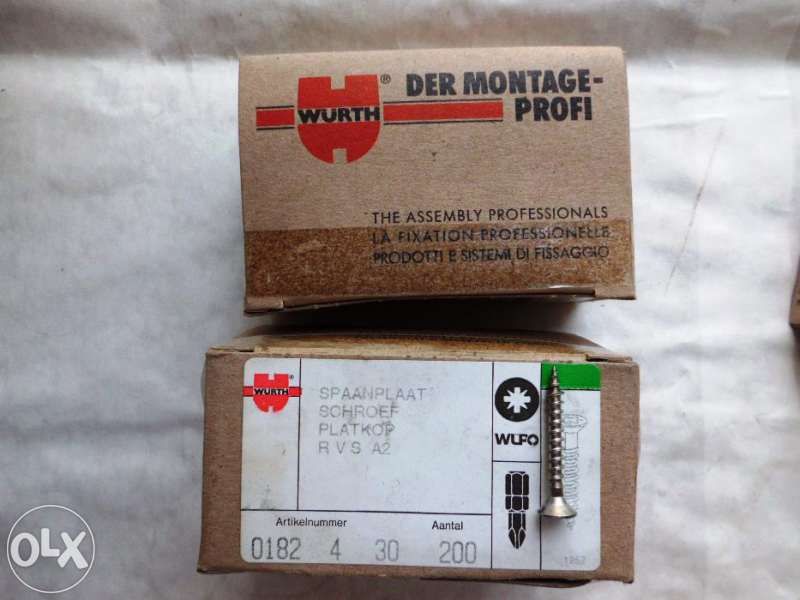 WURTH®
DER MONTAGE-
PROFI
THE ASSEMBLY PROFESSIONALS
LA FIXATION PROFESSIONELLE
PRODOTTI E SISTEMI DI FISSAGGIO
WURTH
SPAANPLAAT
SCHROEF
PLATKOP
R V S A2
WUFO
Artikelnummer Aantal
0182 4 30 200
OLX